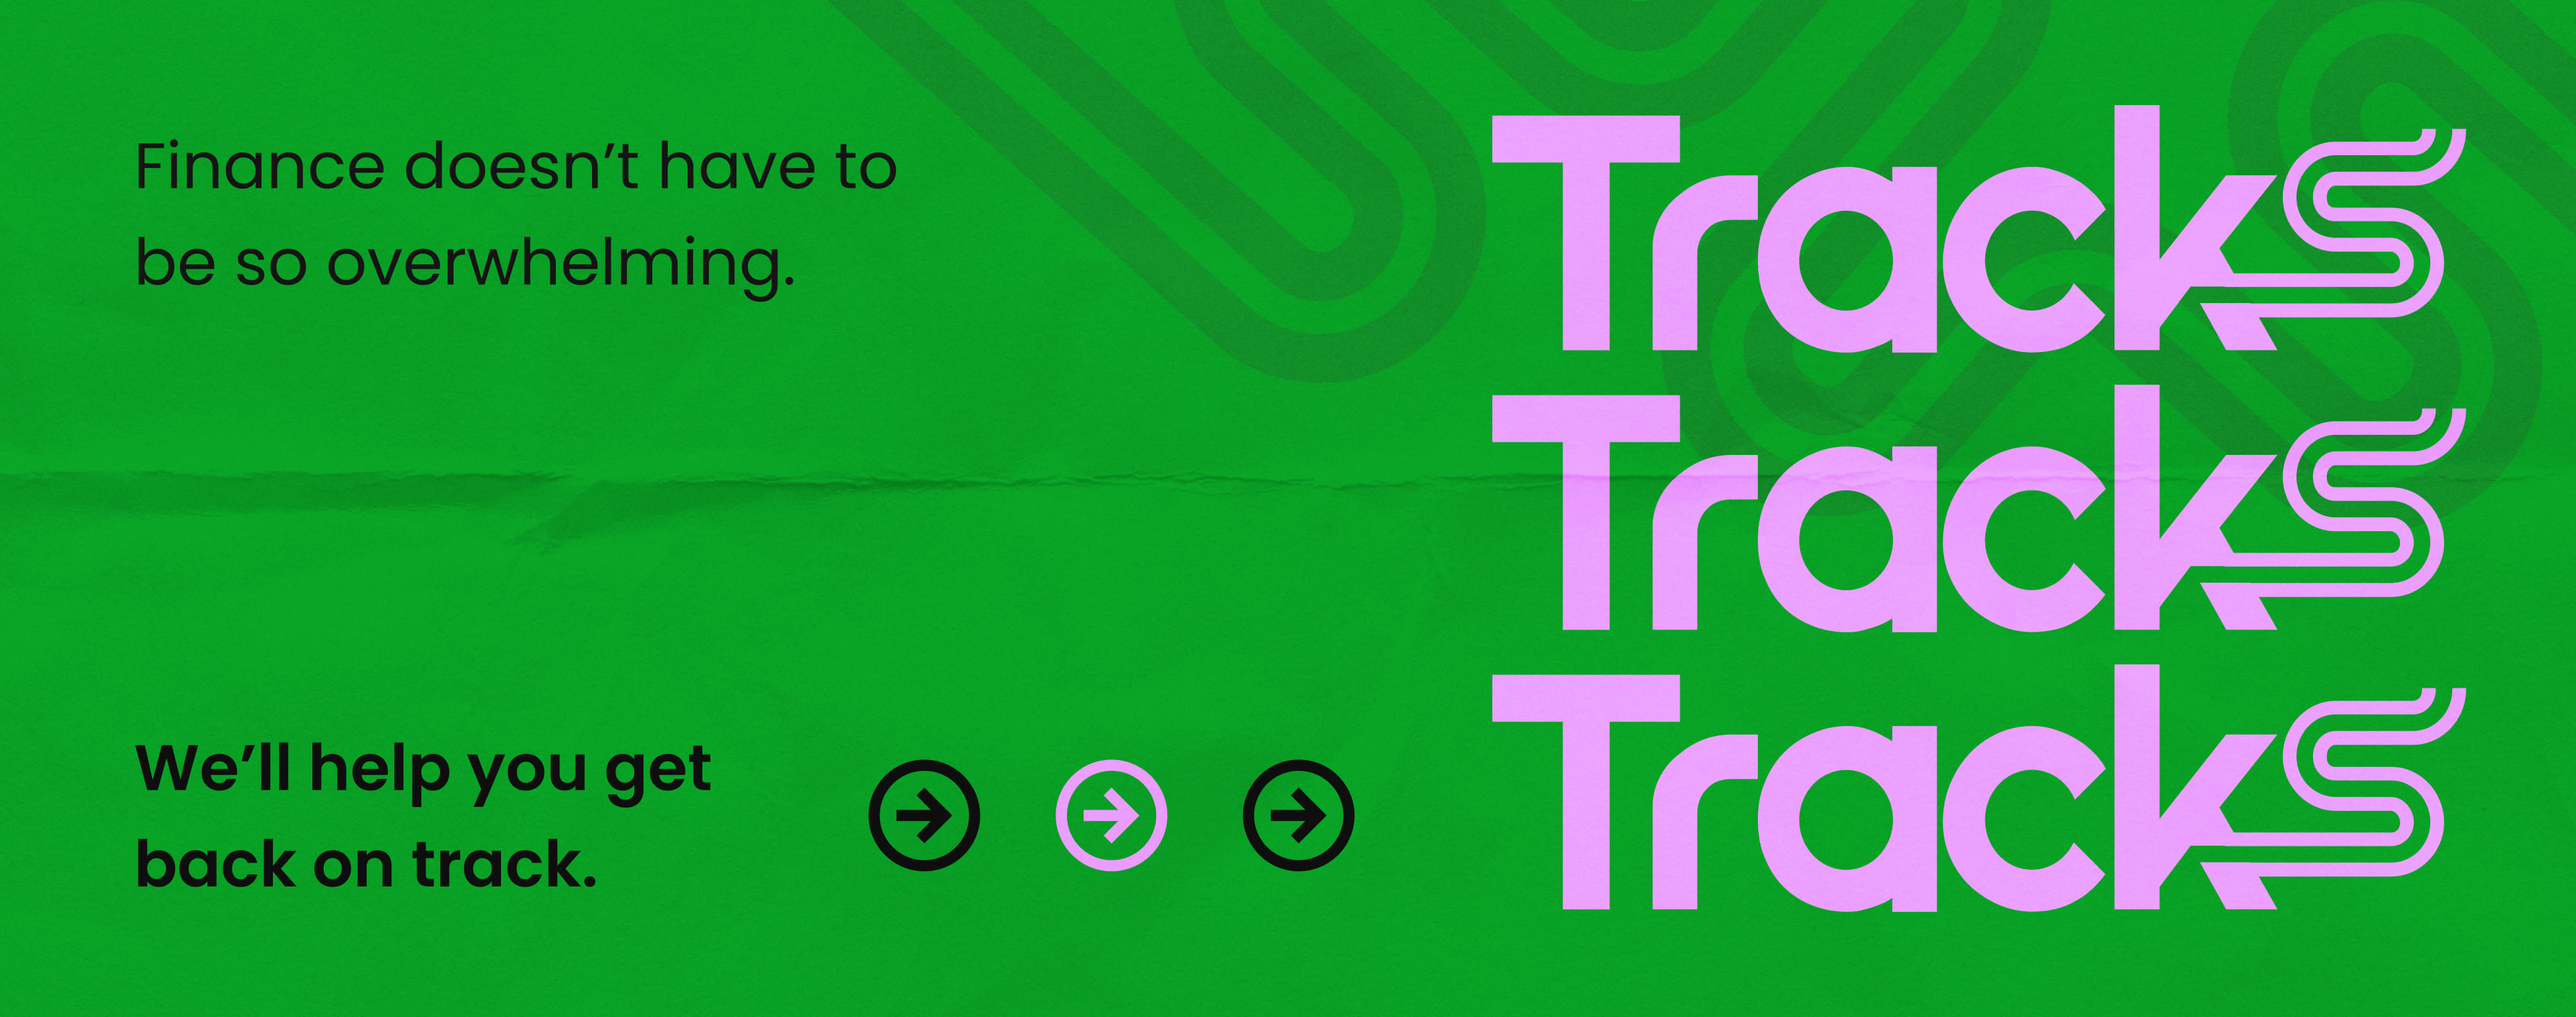 Finance doesn’t have to
be so overwhelming.
We’ll help you get
back on track.
Tracks
Tracks
Tracks